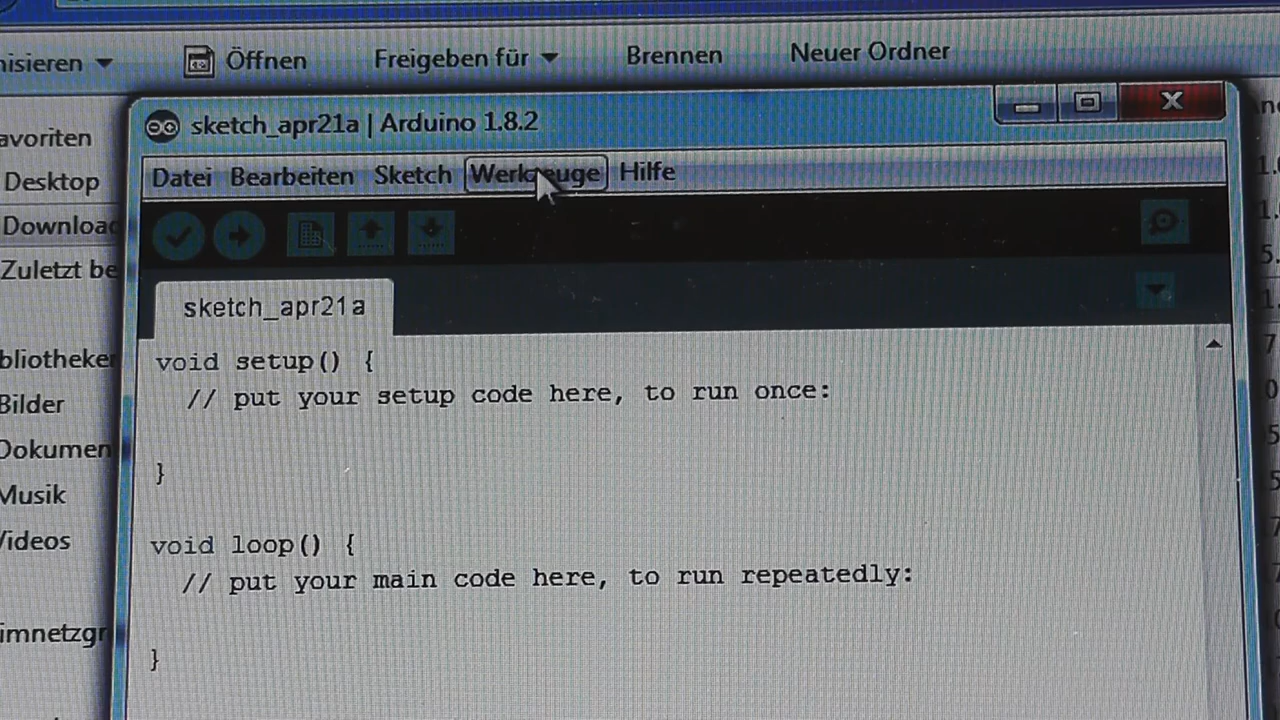 Öffnen Freigeben für Brennen Neuer Ordner
sketch_apr21a | Arduino 1.8.2
Datei Bearbeiten Sketch Werkzeuge Hilfe
Desktop
Zuletzt
Bilder
Musik
sketch_apr21a
void setup() {
// put your setup code here, to run once:
}
void loop() {
// put your main code here, to run repeatedly:
}